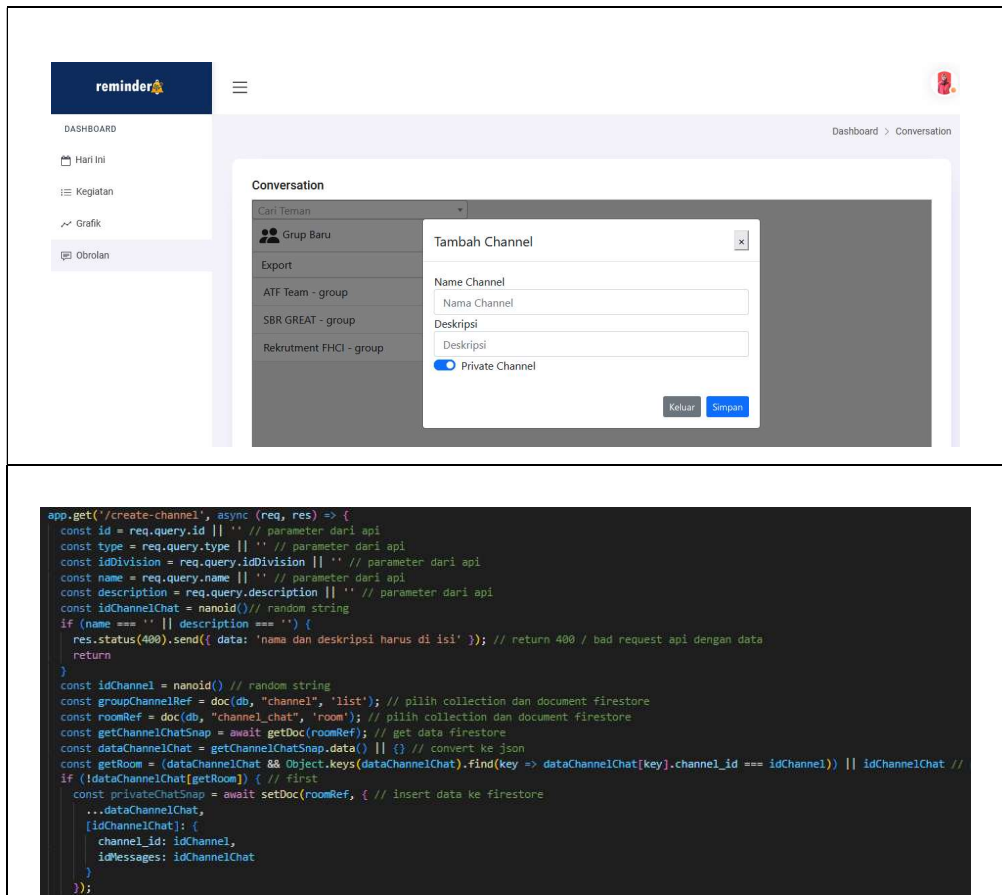 reminder
DASHBOARD
Dashboard > Conversation
Hari Ini
Kegiatan
Grafik
Obrolan
Conversation
Cari Teman
Grup Baru
Export
ATF Team - group
SBR GREAT - group
Rekrutment FHCI - group
Tambah Channel
×
Name Channel
Nama Channel
Deskripsi
Deskripsi
Private Channel
Keluar
Simpan
app.get('/create-channel', async (req, res) => {
const id = req.query.id || '' // parameter dari api
const type = req.query.type || '' // parameter dari api
const idDivision = req.query.idDivision || '' // parameter dari api
const name = req.query.name || '' // parameter dari api
const description = req.query.description || '' // parameter dari api
const idChannelChat = nanoid()// random string
if (name === '' || description === '') {
res.status(400).send({ data: 'nama dan deskripsi harus di isi' }); // return 400 / bad request api dengan data
return
}
const idChannel = nanoid() // random string
const groupChannelRef = doc(db, "channel", 'list'); // pilih collection dan document firestore
const roomRef = doc(db, "channel_chat", 'room'); // pilih collection dan document firestore
const getChannelChatSnap = await getDoc(roomRef); // get data firestore
const dataChannelChat = getChannelChatSnap.data() || {} // convert ke json
const getRoom = (dataChannelChat && Object.keys(dataChannelChat).find(key => dataChannelChat[key].channel_id === idChannel)) || idChannelChat //
if (!dataChannelChat[getRoom]) { // first
const privateChatSnap = await setDoc(roomRef, { // insert data ke firestore
...dataChannelChat,
[idChannelChat]: {
channel_id: idChannel,
idMessages: idChannelChat
}
});